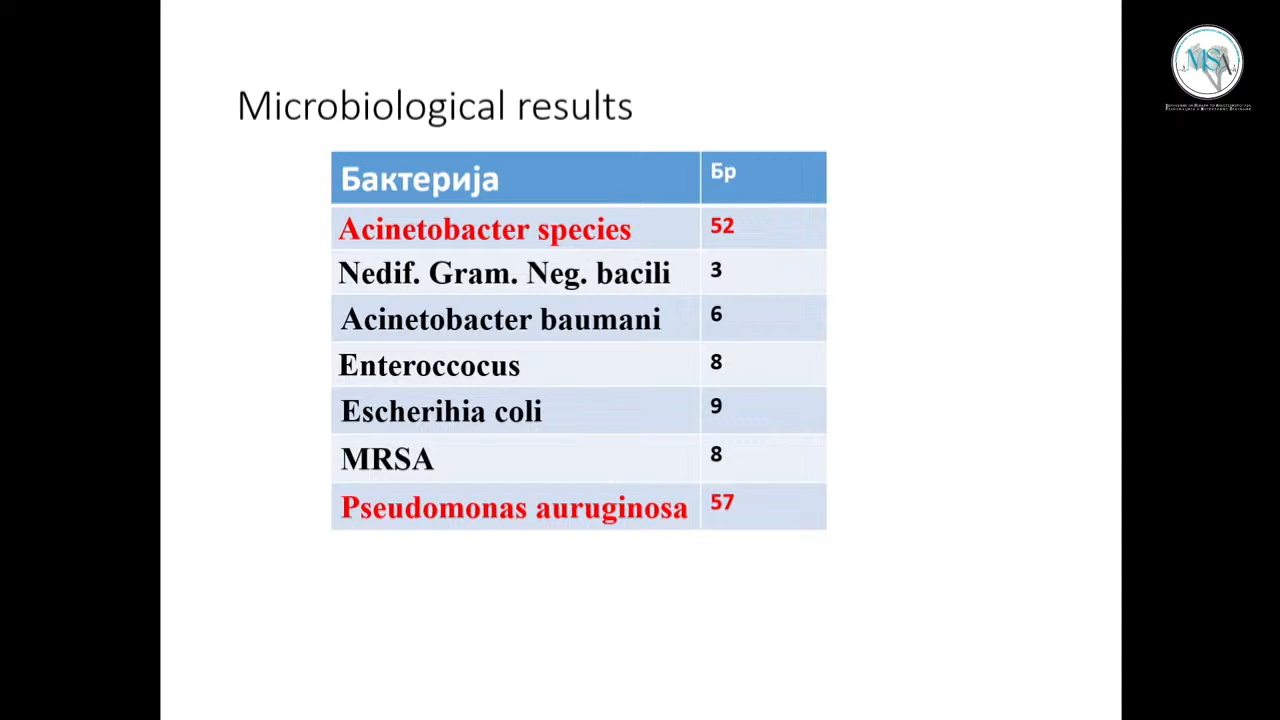 MSA
Microbiological results
Бактерија Бр
Acinetobacter species 52
Nedif. Gram. Neg. bacili 3
Acinetobacter baumani 6
Enteroccocus 8
Escherihia coli 9
MRSA 8
Pseudomonas auruginosa 57